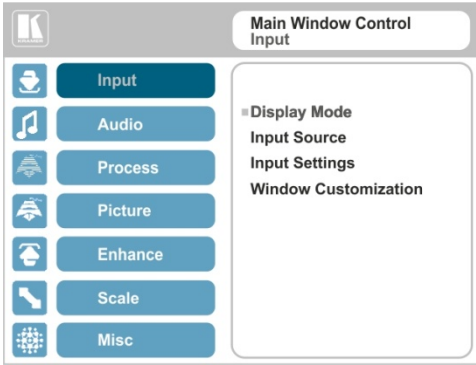 Main Window Control
Input
Input
Audio
Process
Picture
Enhance
Scale
Misc
Display Mode
Input Source
Input Settings
Window Customization